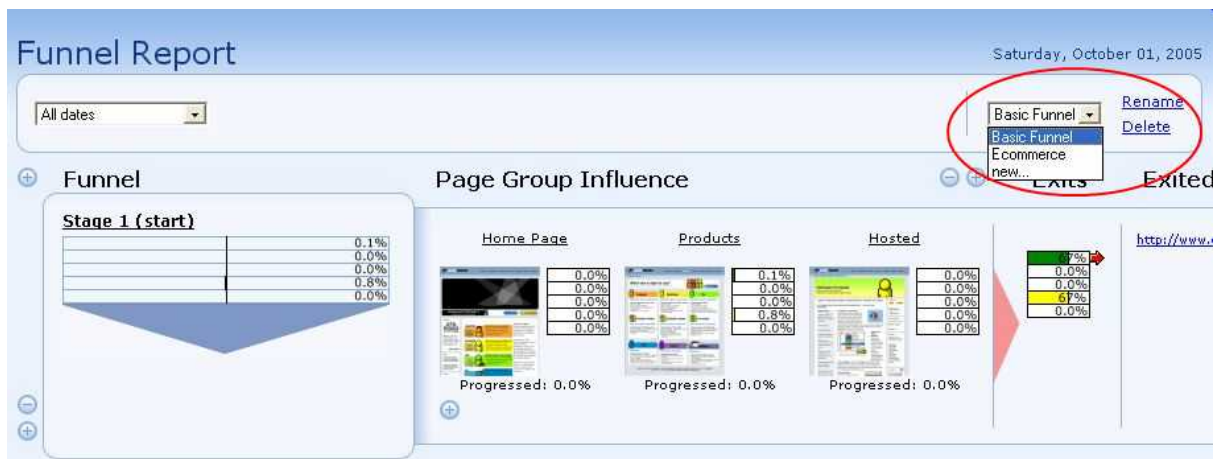 Funnel Report
Saturday, October 01, 2005
All dates
Basic Funnel
Rename
Delete
Basic Funnel
Ecommerce
new...
Funnel
Page Group Influence
Exits
Exited
Stage 1 (start)
0.1%
0.0%
0.0%
0.8%
0.0%
Home Page
0.0%
0.0%
0.0%
0.0%
0.0%
Progressed: 0.0%
Products
0.1%
0.0%
0.0%
0.8%
0.0%
Progressed: 0.0%
Hosted
0.0%
0.0%
0.0%
0.0%
0.0%
Progressed: 0.0%
67%
0.0%
0.0%
67%
0.0%
http://www.